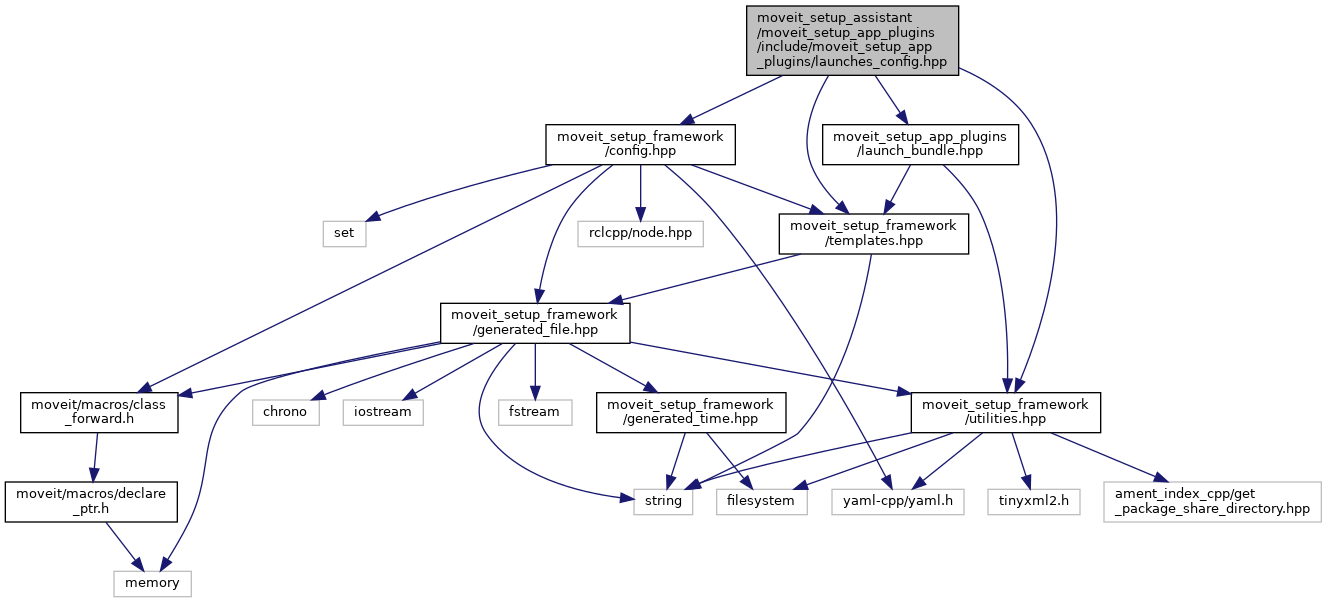 moveit_setup_assistant
/moveit_setup_app_plugins
/include/moveit_setup_app
_plugins/launches_config.hpp
moveit_setup_framework
/config.hpp
moveit_setup_app_plugins
/launch_bundle.hpp
set
rclcpp/node.hpp
moveit_setup_framework
/templates.hpp
moveit_setup_framework
/generated_file.hpp
moveit/macros/class
_forward.h
chrono
iostream
fstream
moveit_setup_framework
/generated_time.hpp
moveit_setup_framework
/utilities.hpp
moveit/macros/declare
_ptr.h
string
filesystem
yaml-cpp/yaml.h
tinyxml2.h
ament_index_cpp/get
_package_share_directory.hpp
memory